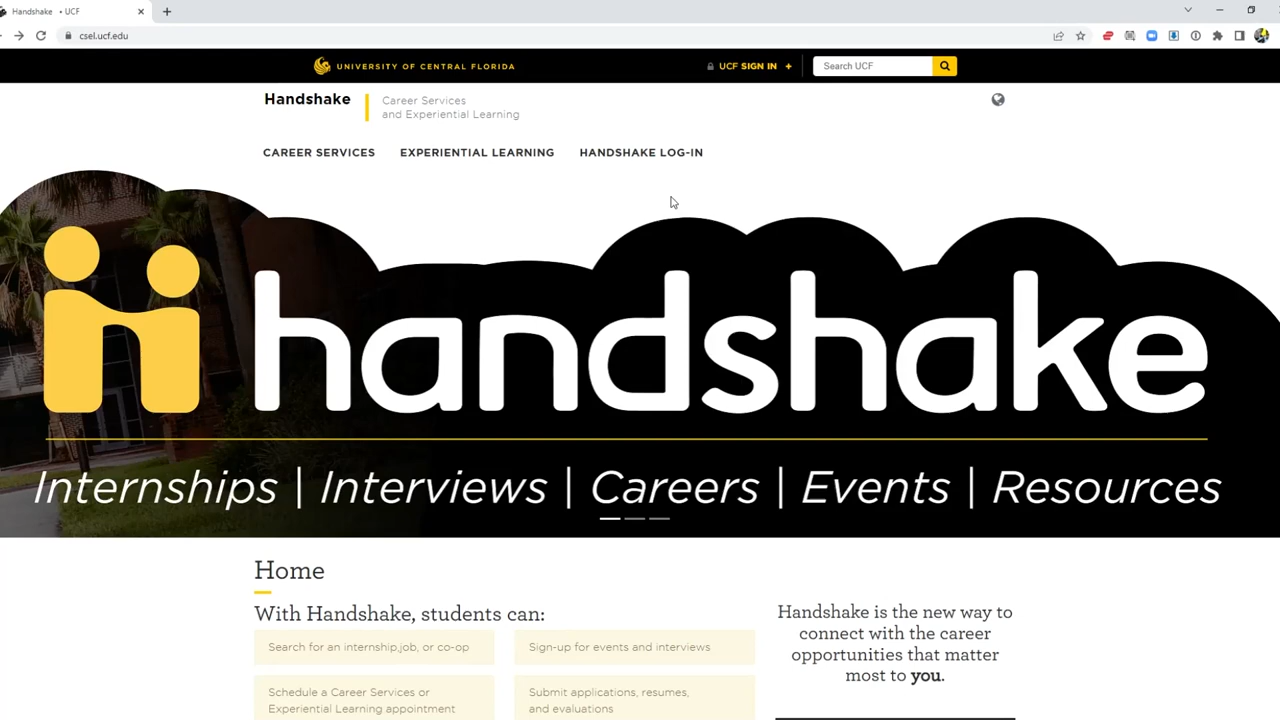 Handshake • UCF
csel.ucf.edu
UNIVERSITY OF CENTRAL FLORIDA
UCF SIGN IN +
Search UCF
Handshake
Career Services
and Experiential Learning
CAREER SERVICES
EXPERIENTIAL LEARNING
HANDSHAKE LOG-IN
handshake
Internships | Interviews | Careers | Events | Resources
Home
With Handshake, students can:
Search for an internship,job, or co-op
Sign-up for events and interviews
Schedule a Career Services or
Experiential Learning appointment
Submit applications, resumes,
and evaluations
Handshake is the new way to
connect with the career
opportunities that matter
most to you.